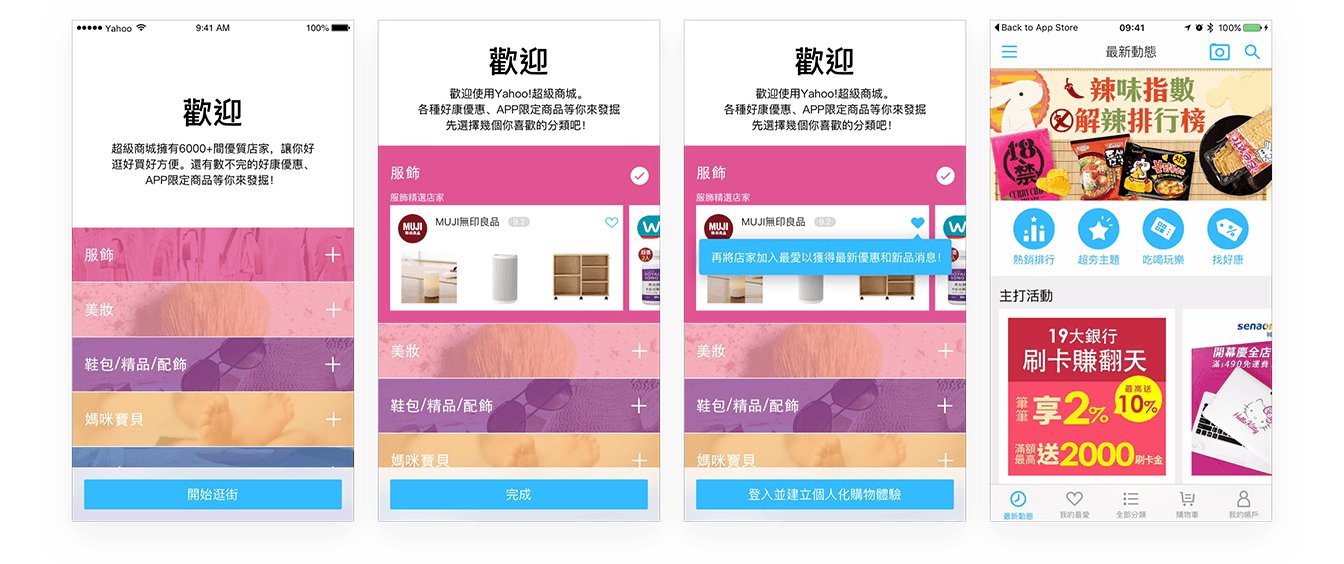 Yahoo 9:41 AM 100%
歡迎
超級商城擁有6000+間優質店家，讓你好
逛好買好方便。還有數不完的好康優惠、
APP限定商品等你來發掘！
服飾
美妝
鞋包/精品/配飾
媽咪寶貝
開始逛街
歡迎
歡迎使用Yahoo!超級商城。
各種好康優惠、APP限定商品等你來發掘
先選擇幾個你喜歡的分類吧！
服飾
服飾精選店家
MUJI
無印良品
MUJI無印良品 9.2
W
美妝
鞋包/精品/配飾
媽咪寶貝
完成
歡迎
歡迎使用Yahoo!超級商城。
各種好康優惠、APP限定商品等你來發掘
先選擇幾個你喜歡的分類吧！
服飾
服飾精選店家
MUJI
無印良品
MUJI無印良品 9.2
W
再將店家加入最愛以獲得最新優惠和新品消息！
美妝
鞋包/精品/配飾
媽咪寶貝
登入並建立個人化購物體驗
Back to App Store 09:41 100%
最新動態
辣味指數
解辣排行榜
18
禁
熱銷排行
超夯主題
吃喝玩樂
找好康
主打活動
19大銀行
刷卡賺翻天
筆筆享2%
最高送
10%
滿額最高送2000刷卡金
senao
開幕慶全店
滿$490免運費
Hello Kitty
最新動態
我的最愛
全部分類
購物車
我的帳戶